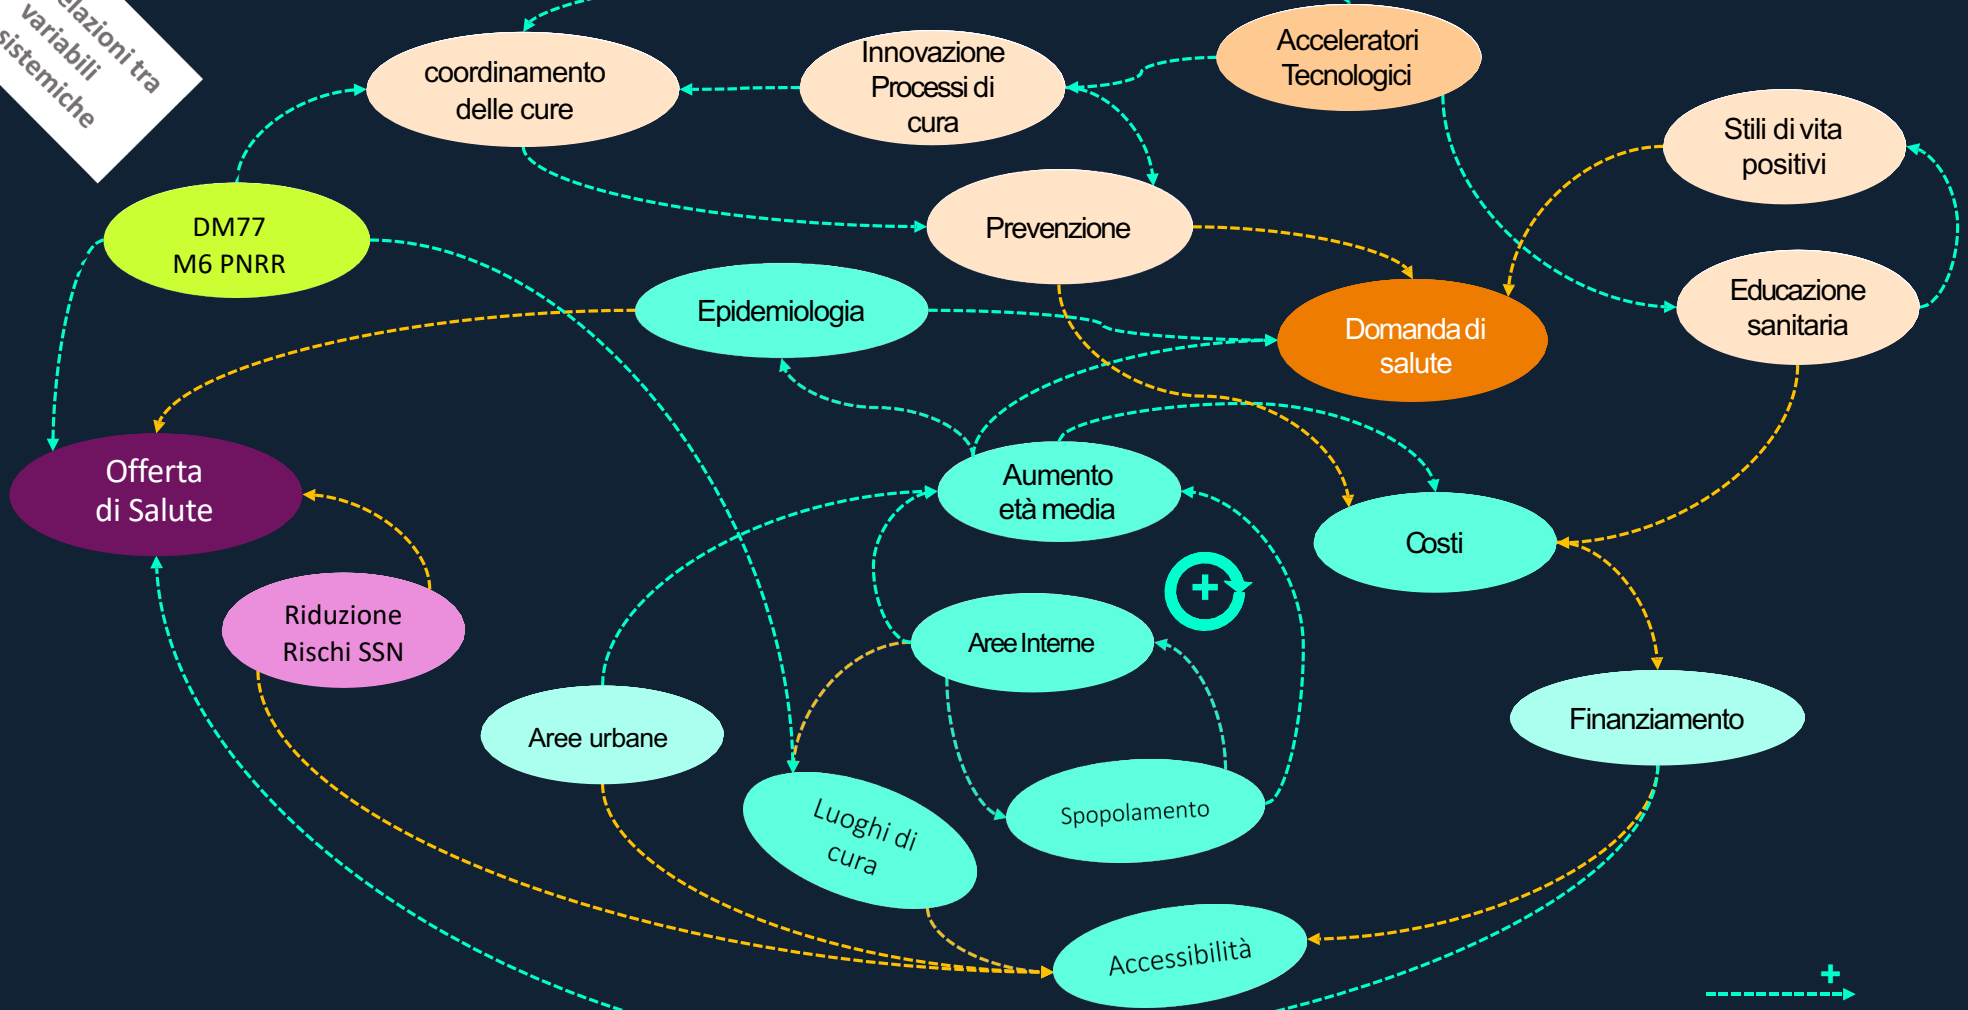 variabili
sistemiche
coordinamento
delle cure
Innovazione
Processi di
cura
Acceleratori
Tecnologici
Stili di vita
positivi
DM77
M6 PNRR
Prevenzione
Epidemiologia
Domanda di
salute
Educazione
sanitaria
Offerta
di Salute
Aumento
età media
Costi
Riduzione
Rischi SSN
Aree Interne
+
Aree urbane
Finanziamento
Luoghi di
cura
Spopolamento
Accessibilità
+